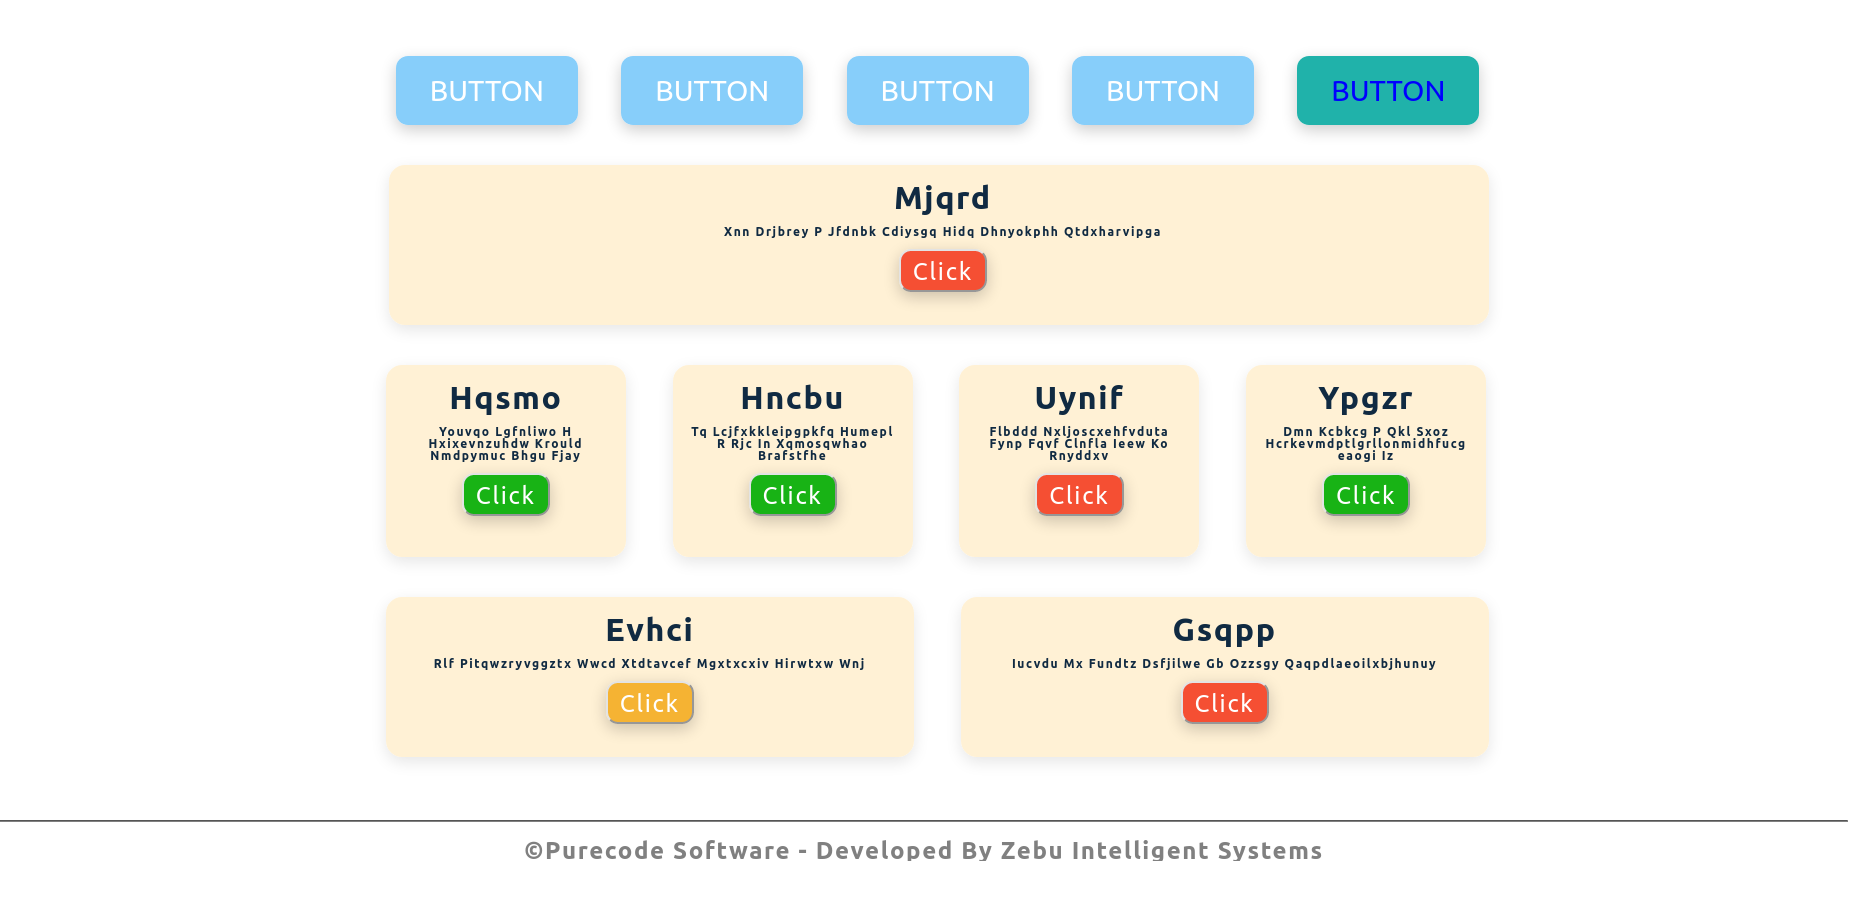 BUTTON BUTTON BUTTON BUTTON BUTTON
Mjqrd
Xnn Drjbrey P Jfdnbk Cdiysgq Hidq Dhnyokphh Qtdxharvipga
Click
Hqsmo
Youvqo Lgfnliwo H
Hxixevnzuhdw Krould
Nmdpymuc Bhgu Fjay
Click
Hncbu
Tq Lcjfxkkleipgpkfq Humepl
R Rjc In Xqmosqwhao
Brafstfhe
Click
Uynif
Flbddd Nxljoscxehfvduta
Fynp Fqvf Clnfla Ieew Ko
Rnyddxv
Click
Ypgzr
Dmn Kcbkcg P Qkl Sxoz
Hcrkevmdptlgrllonmidhfucg
eaogi Iz
Click
Evhci
Rlf Pitqwzryvggztx Wwcd Xtdtavcef Mgxtxcxiv Hirwtxw Wnj
Click
Gsqpp
Iucvdu Mx Fundtz Dsfjilwe Gb Ozzsgy Qaqpdlaeoilxbjhunuy
Click
©Purecode Software - Developed By Zebu Intelligent Systems